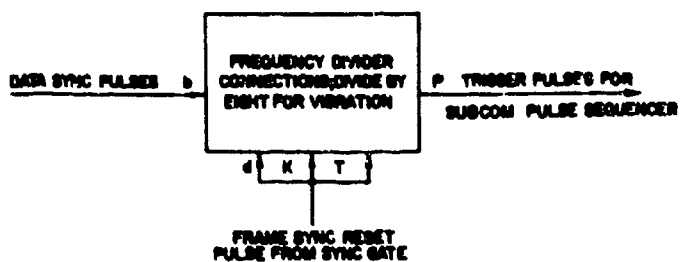 FREQUENCY DIVIDER
CONNECTIONS; DIVIDE BY
EIGHT FOR VIBRATION
DATA SYNC PULSES b
P TRIGGER PULSES FOR
SUBCOM PULSE SEQUENCER
d K T
FRAME SYNC RESET
PULSE FROM SYNC GATE